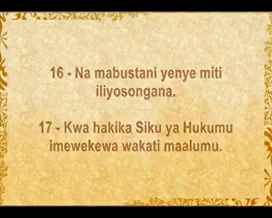 16 - Na mabustani yenye miti
iliyosongana.
17 - Kwa hakika Siku ya Hukumu
imewekewa wakati maalumu.